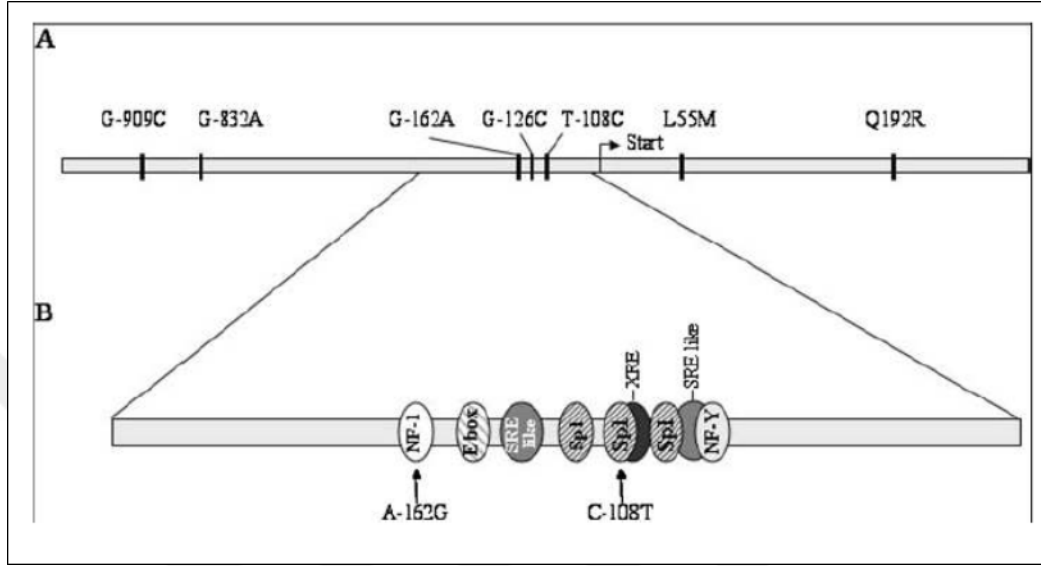 A
G-909C G-832A G-162A G-126C T-108C L55M Q192R
Start
B
XRE
SRE like
NF-1 E box SRE like Sp1 Sp1 Sp1 NF-Y
A-162G C-108T